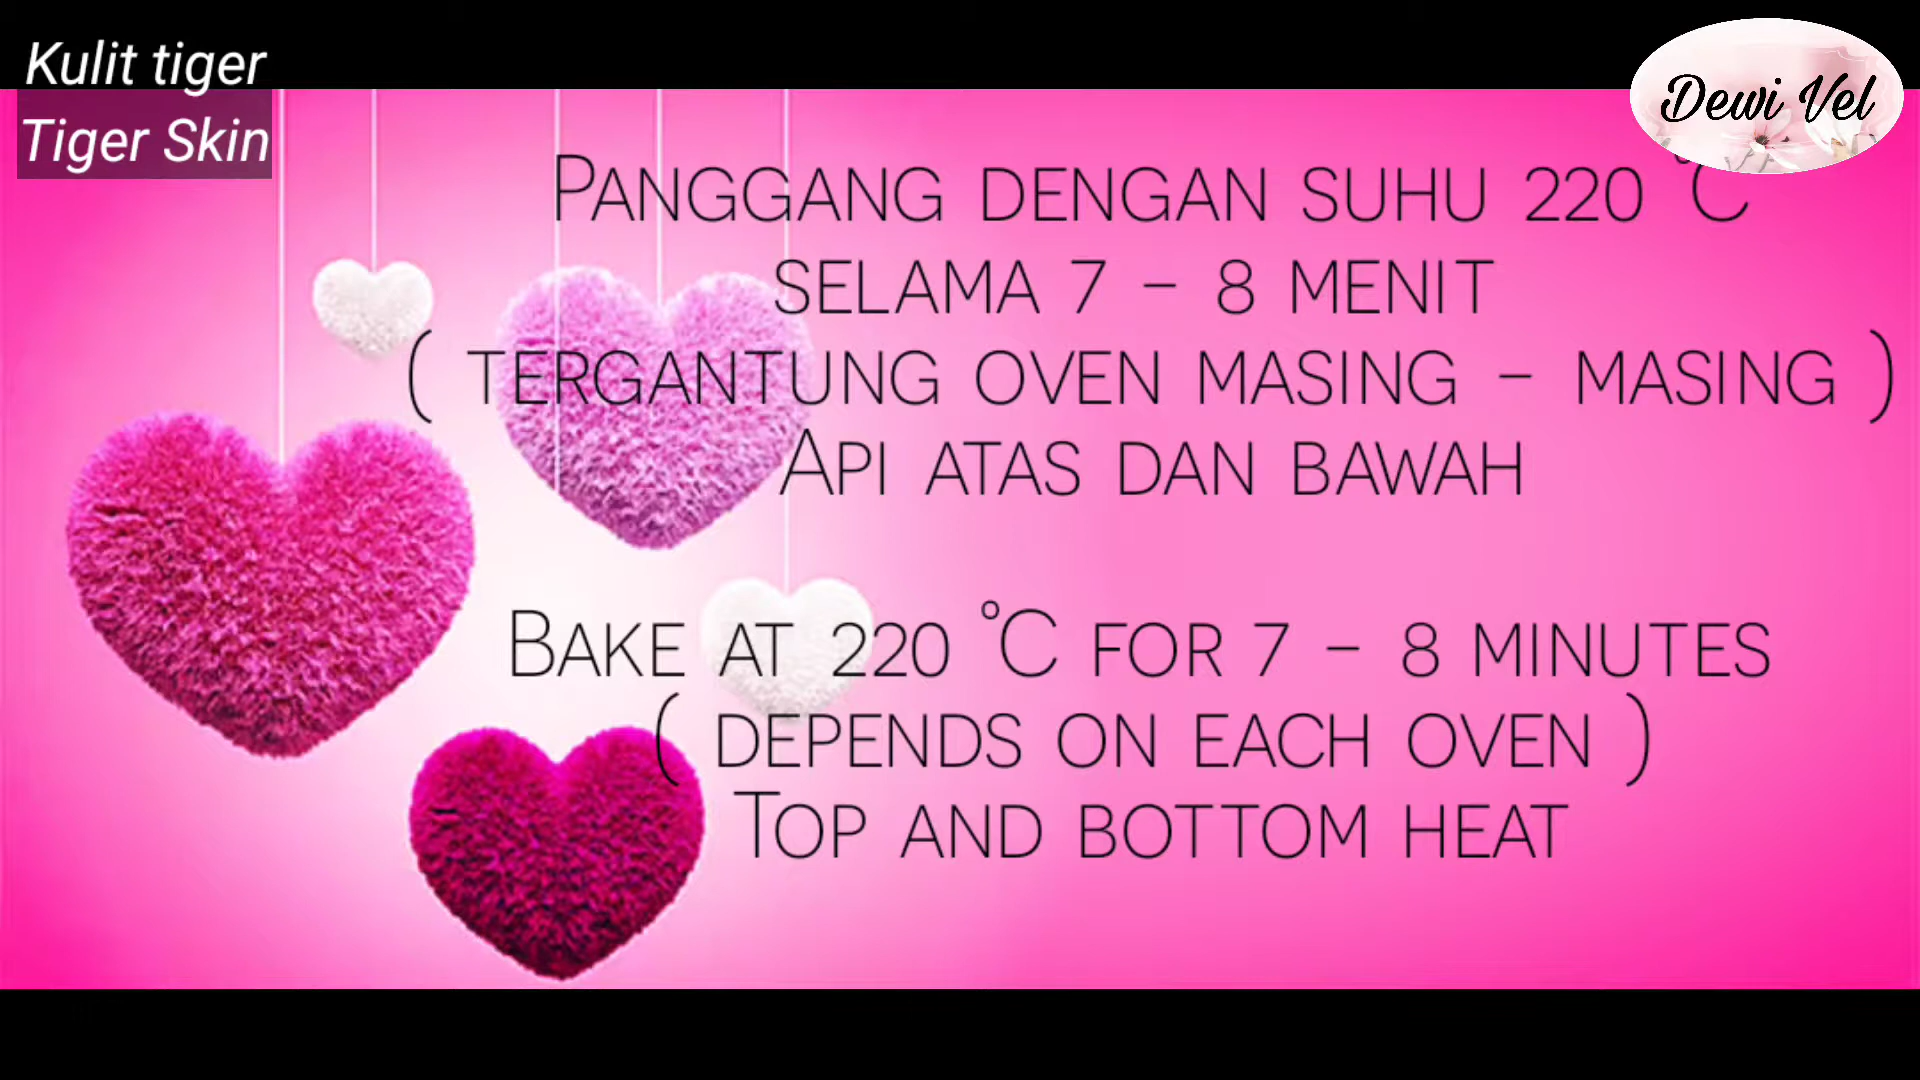 Kulit tiger
Tiger Skin
Dewi Vel
PANGGANG DENGAN SUHU 220 °C
SELAMA 7 - 8 MENIT
( TERGANTUNG OVEN MASING - MASING )
API ATAS DAN BAWAH
BAKE AT 220 °C FOR 7 - 8 MINUTES
( DEPENDS ON EACH OVEN )
TOP AND BOTTOM HEAT